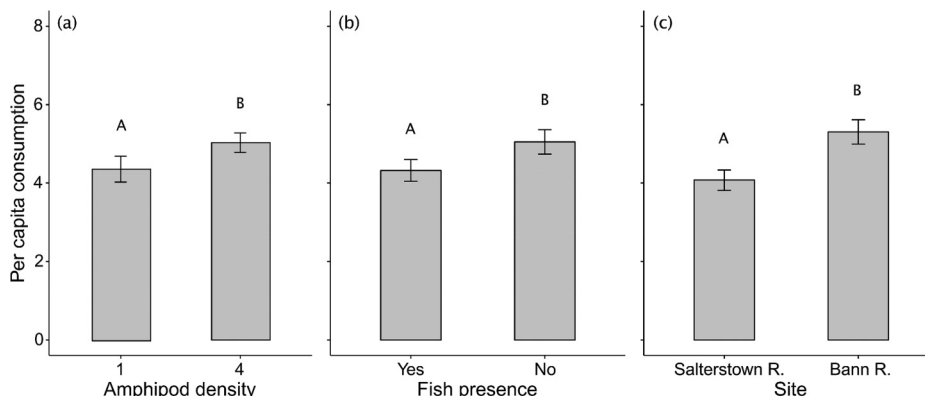 (a)
(b)
(c)
8
6
4
2
0
Per capita consumption
A
B
A
B
A
B
1
4
Yes
No
Salterstown R.
Bann R.
Amphipod density
Fish presence
Site